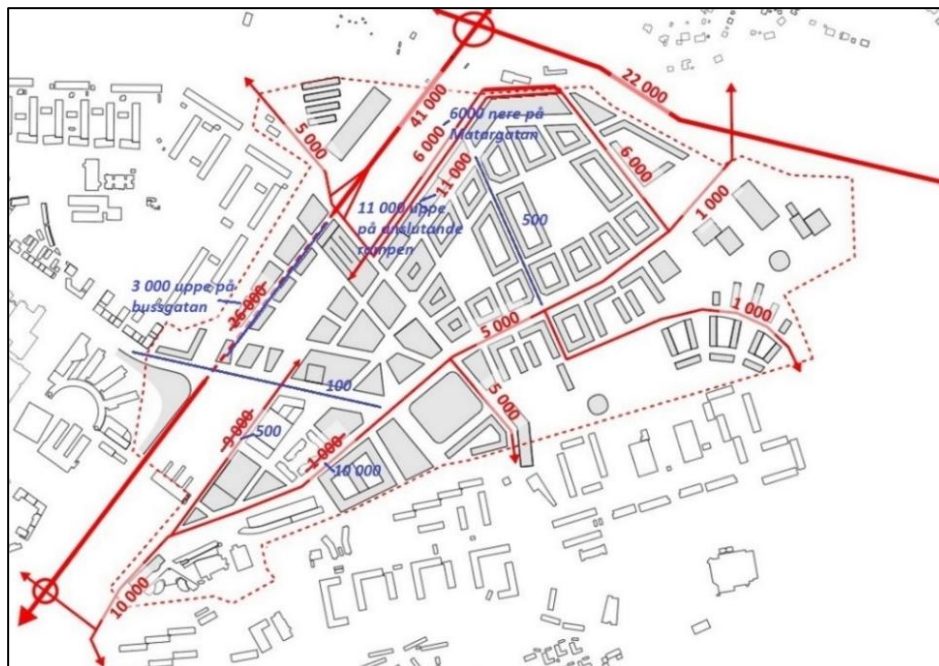 22 000
41 000
5 000
6 000
6000 nere på
Matargatan
11 000
6 000
1 000
11 000 uppe
på anslutande
rampen
500
3 000 uppe på
bussgatan
26 000
5 000
1 000
100
5 000
9 000
500
1 000
10 000
10 000